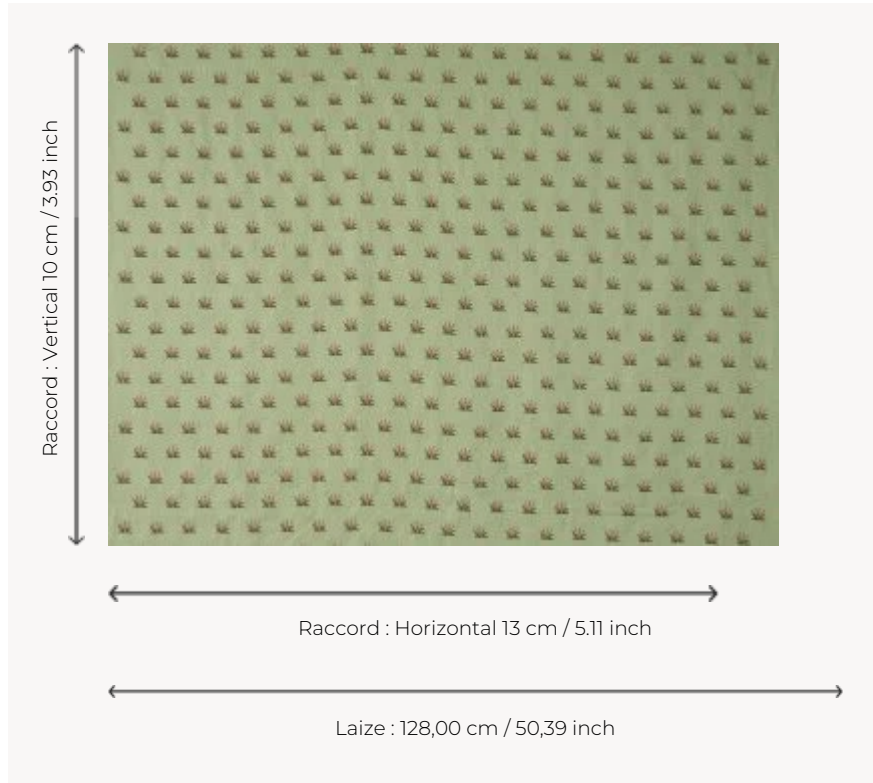 Raccord : Vertical 10 cm / 3.93 inch
Raccord : Horizontal 13 cm / 5.11 inch
Laize : 128,00 cm / 50,39 inch